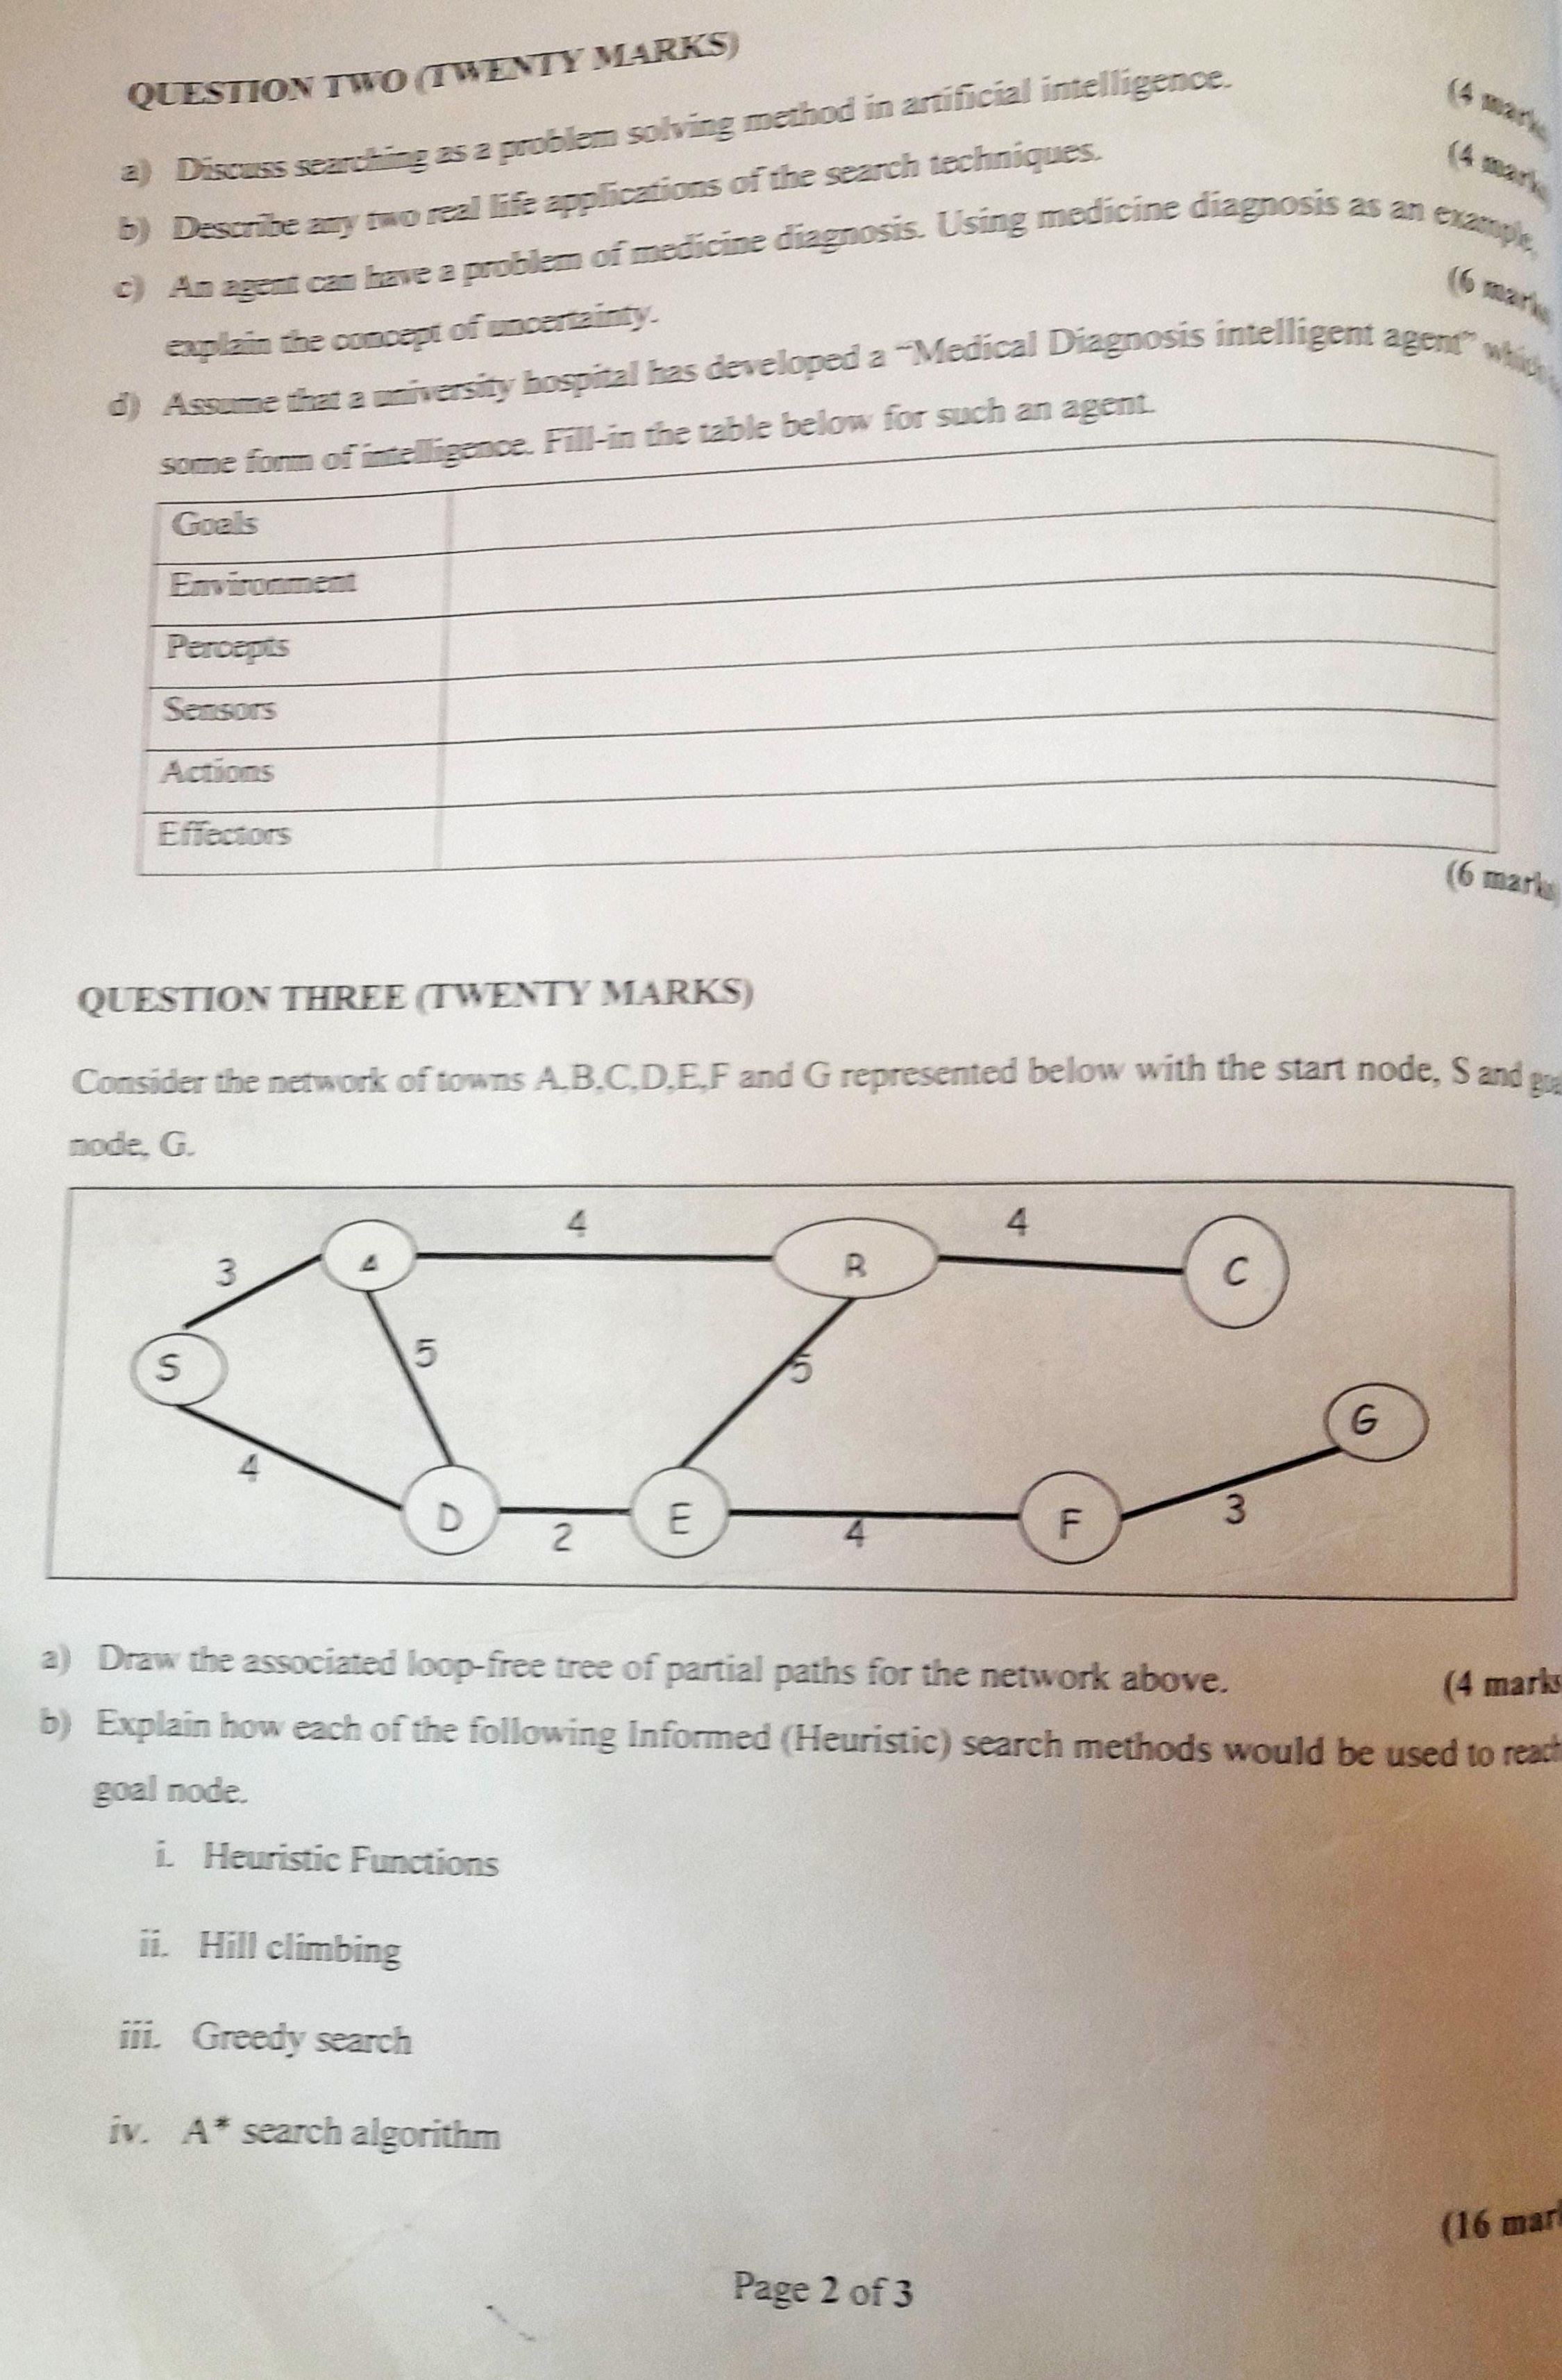 QUESTION TWO (TWENTY MARKS)
a) Discuss searching as a problem solving method in artificial intelligence. (4 marks
b) Describe any two real life applications of the search techniques. (4 marks
c) An agent can have a problem of medicine diagnosis. Using medicine diagnosis as an example,
explain the concept of uncertainty. (6 marks
d) Assume that a university hospital has developed a "Medical Diagnosis intelligent agent" which
some form of intelligence. Fill-in the table below for such an agent.
Goals
Environment
Percepts
Sensors
Actions
Effectors
(6 marks)
QUESTION THREE (TWENTY MARKS)
Consider the network of towns A,B,C,D,E,F and G represented below with the start node, S and goa
node, G.
4 4
3 A B C
S 5 5 G
4 D 2 E 4 F 3
a) Draw the associated loop-free tree of partial paths for the network above. (4 marks
b) Explain how each of the following Informed (Heuristic) search methods would be used to reach
goal node.
i. Heuristic Functions
ii. Hill climbing
iii. Greedy search
iv. A* search algorithm
(16 mark
Page 2 of 3